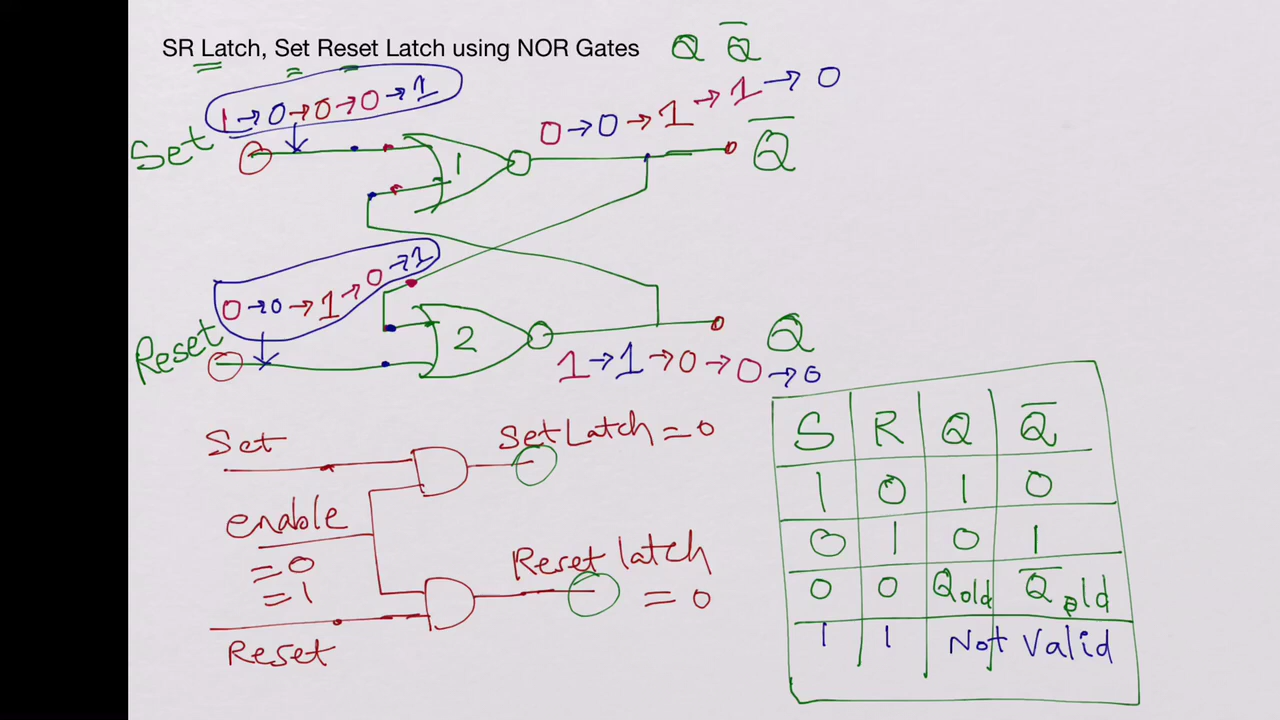 SR Latch, Set Reset Latch using NOR Gates Q Q̅
1→0→0→0→1
0→0→1→1→0
Set
1
Q̅
0→0→1→0→1
Reset
2
Q
1→1→0→0→0
Set
Set Latch = 0
enable
= 0
= 1
Reset latch
= 0
Reset
S R Q Q̅
1 0 1 0
0 1 0 1
0 0 Qold Q̅old
1 1 Not Valid